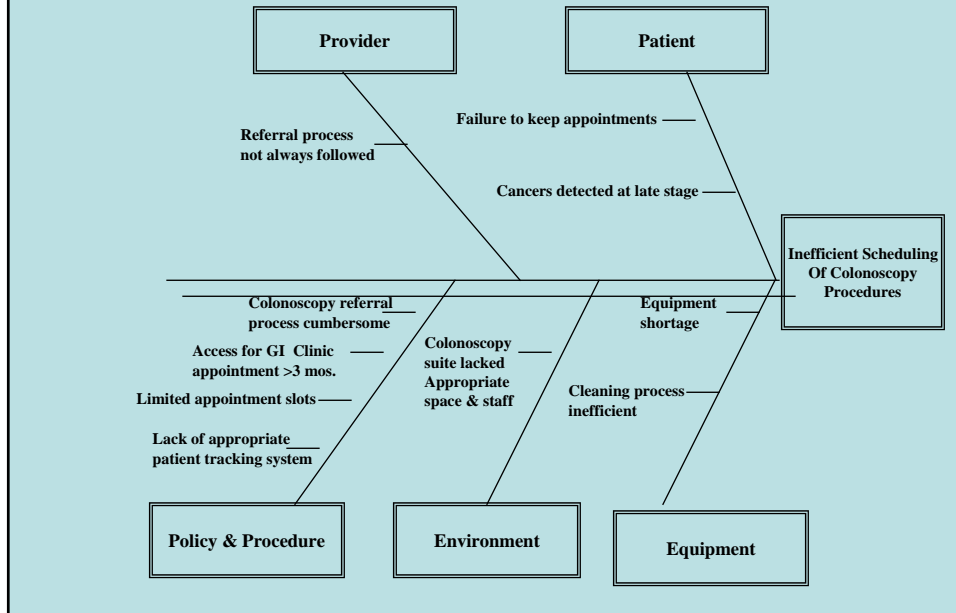 Provider
Patient
Failure to keep appointments
Referral process
not always followed
Cancers detected at late stage
Inefficient Scheduling
Of Colonoscopy
Procedures
Colonoscopy referral
process cumbersome
Equipment
shortage
Access for GI Clinic
appointment >3 mos.
Colonoscopy
suite lacked
Appropriate
space & staff
Limited appointment slots
Cleaning process
inefficient
Lack of appropriate
patient tracking system
Policy & Procedure
Environment
Equipment